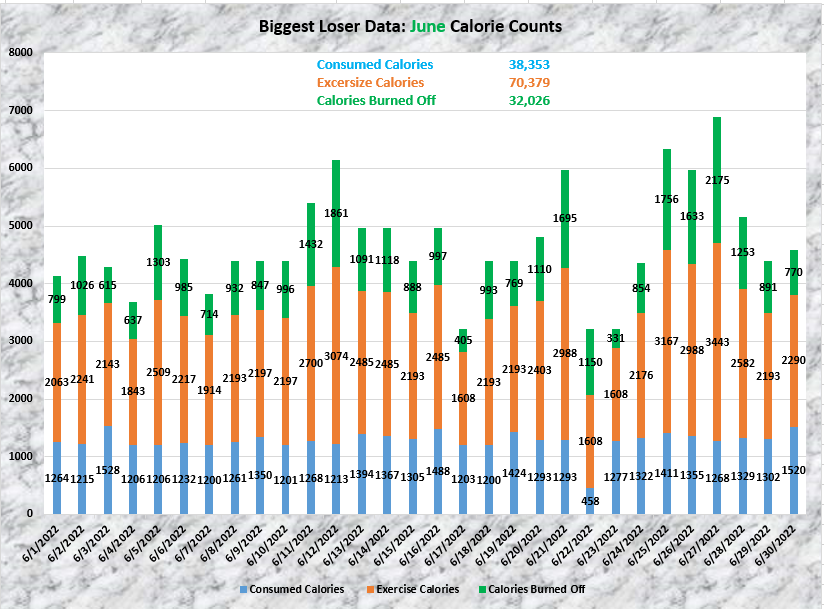 Biggest Loser Data: June Calorie Counts
8000
Consumed Calories 38,353
Excersize Calories 70,379
Calories Burned Off 32,026
7000
6000
5000
4000
3000
2000
1000
0
799 1026 615 637 1303 985 714 932 847 996 1432 1861 1091 1118 888 997 405 993 769 1110 1695 1150 331 854 1756 1633 2175 1253 891 770
2063 2241 2143 1843 2509 2217 1914 2193 2197 2197 2700 3074 2485 2485 2193 2485 1608 2193 2193 2403 2988 1608 1608 2176 3167 2988 3443 2582 2193 2290
1264 1215 1528 1206 1206 1232 1200 1261 1350 1201 1268 1213 1394 1367 1305 1488 1203 1200 1424 1293 1293 458 1277 1322 1411 1355 1268 1329 1302 1520
6/1/2022 6/2/2022 6/3/2022 6/4/2022 6/5/2022 6/6/2022 6/7/2022 6/8/2022 6/9/2022 6/10/2022 6/11/2022 6/12/2022 6/13/2022 6/14/2022 6/15/2022 6/16/2022 6/17/2022 6/18/2022 6/19/2022 6/20/2022 6/21/2022 6/22/2022 6/23/2022 6/24/2022 6/25/2022 6/26/2022 6/27/2022 6/28/2022 6/29/2022 6/30/2022
Consumed Calories Exercise Calories Calories Burned Off